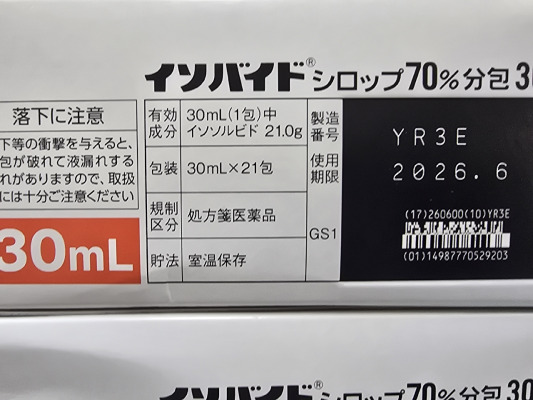 イソバイド®シロップ70%分包30
落下に注意
下等の衝撃を与えると、
包が破れて液漏れする
れがありますので、取扱
には十分ご注意ください
30mL
有効成分
30mL(1包)中
イソソルビド 21.0g
包装
30mL×21包
規制区分
処方箋医薬品
貯法
室温保存
製造番号
YR3E
使用期限
2026.6
GS1
(17)260600(10)YR3E
(01)14987770529203
イソバイド®シロップ70%分包30